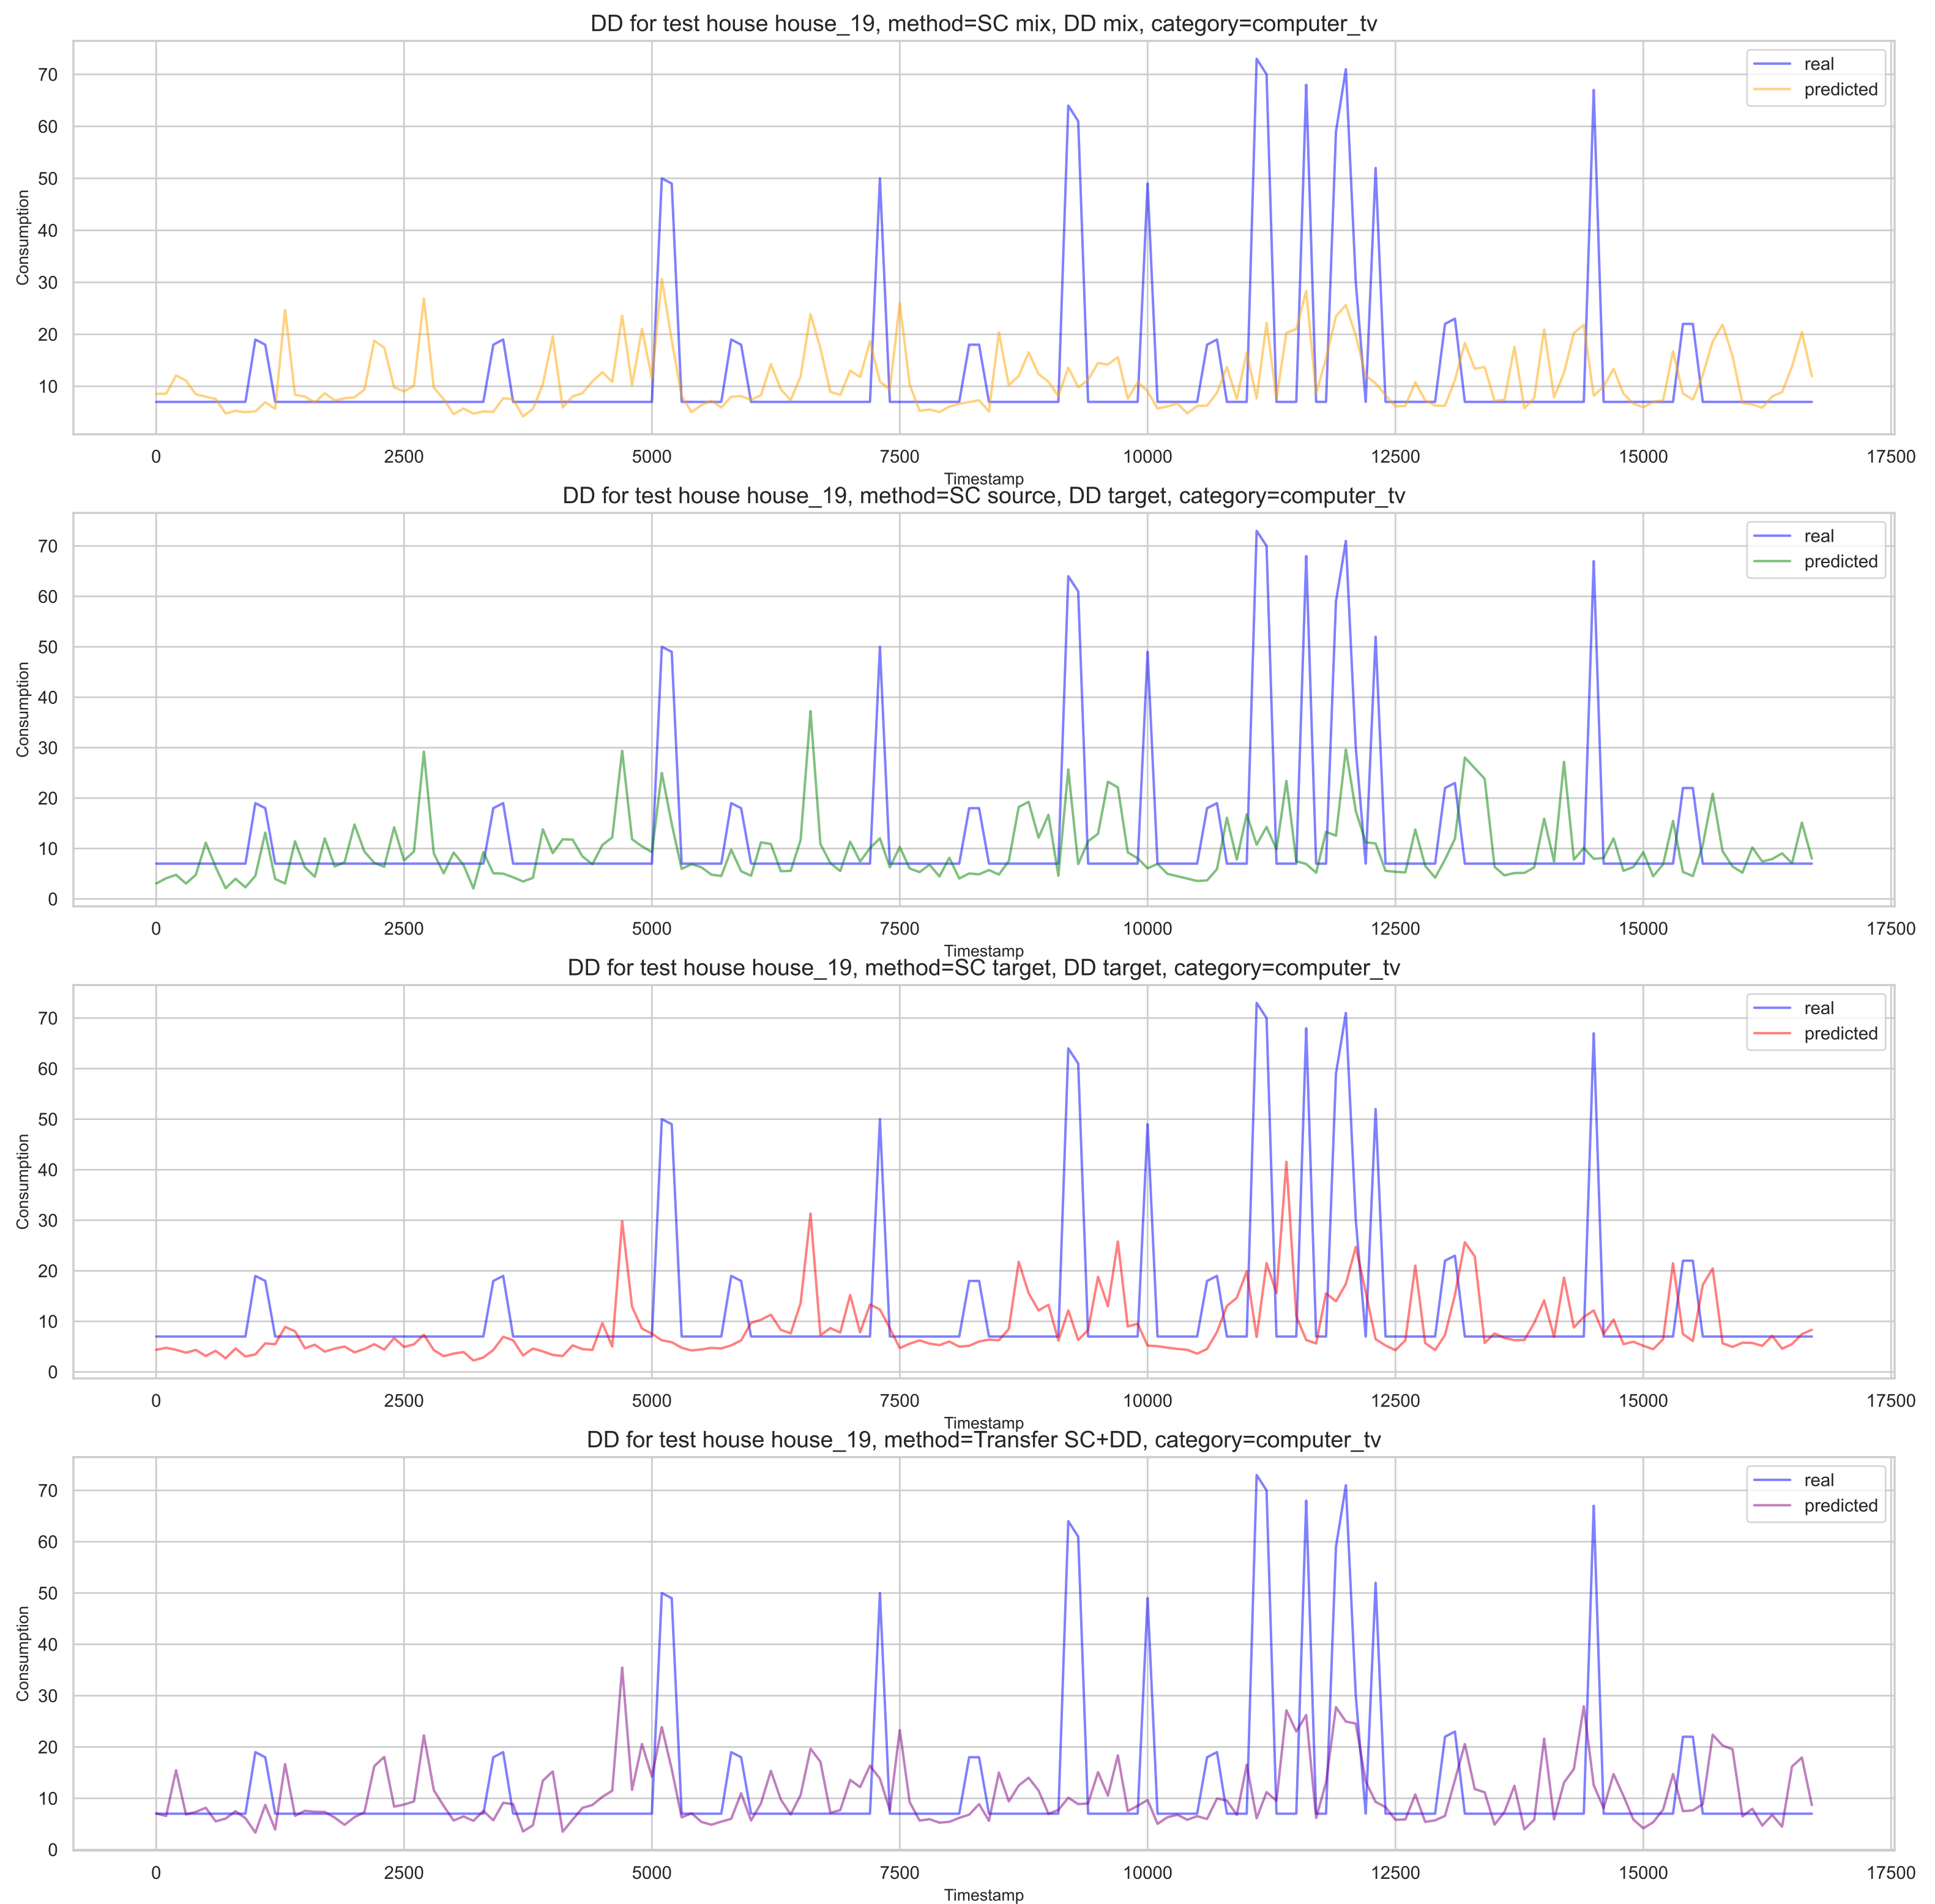 DD for test house house_19, method=SC mix, DD mix, category=computer_tv
real
predicted
Consumption
70
60
50
40
30
20
10
0 2500 5000 7500 10000 12500 15000 17500
Timestamp
DD for test house house_19, method=SC source, DD target, category=computer_tv
real
predicted
Consumption
70
60
50
40
30
20
10
0
0 2500 5000 7500 10000 12500 15000 17500
Timestamp
DD for test house house_19, method=SC target, DD target, category=computer_tv
real
predicted
Consumption
70
60
50
40
30
20
10
0
0 2500 5000 7500 10000 12500 15000 17500
Timestamp
DD for test house house_19, method=Transfer SC+DD, category=computer_tv
real
predicted
Consumption
70
60
50
40
30
20
10
0
0 2500 5000 7500 10000 12500 15000 17500
Timestamp